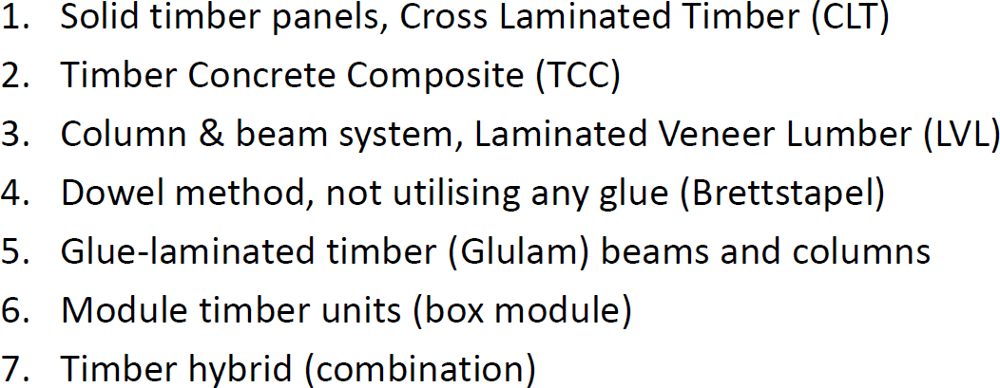 1. Solid timber panels, Cross Laminated Timber (CLT)
2. Timber Concrete Composite (TCC)
3. Column & beam system, Laminated Veneer Lumber (LVL)
4. Dowel method, not utilising any glue (Brettstapel)
5. Glue-laminated timber (Glulam) beams and columns
6. Module timber units (box module)
7. Timber hybrid (combination)